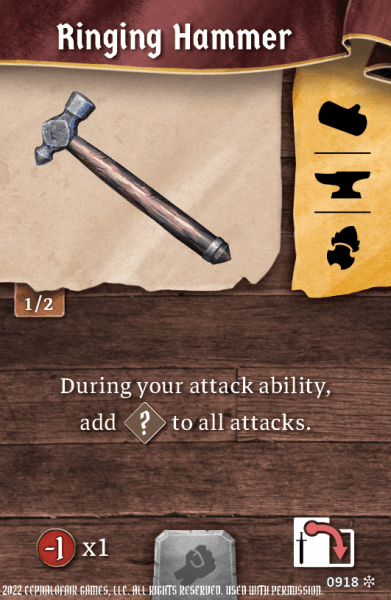 Ringing Hammer
1/2
During your attack ability,
add ? to all attacks.
-1 x1
0918
2022 CEPHALOFAIR GAMES, LLC. ALL RIGHTS RESERVED. USED WITH PERMISSION.